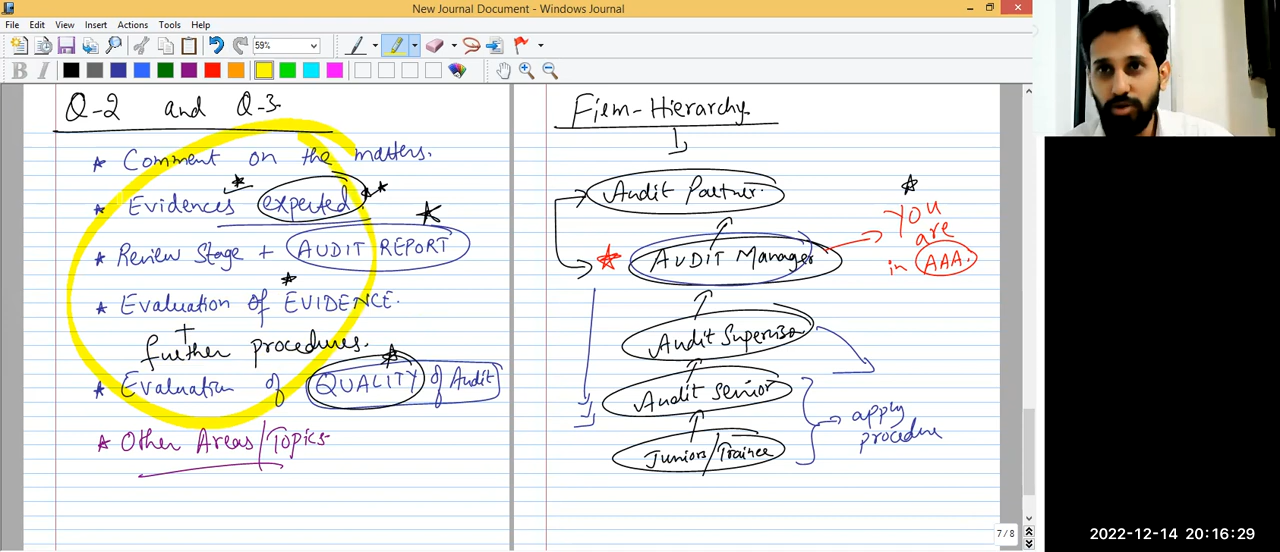 New Journal Document - Windows Journal
File Edit View Insert Actions Tools Help
59%
B I
Q-2 and Q-3
Comment on the matters.
Evidences expected
Review Stage + AUDIT REPORT
Evaluation of EVIDENCE.
+
further procedures.
Evaluation of QUALITY of Audit
Other Areas/Topics
Firm-Hierarchy
Audit Partner
AUDIT Manager
YOU
are
in AAA.
Audit Supervisor
Audit Senior
Juniors/Trainee
apply
procedure
7 / 8
2022-12-14 20:16:29